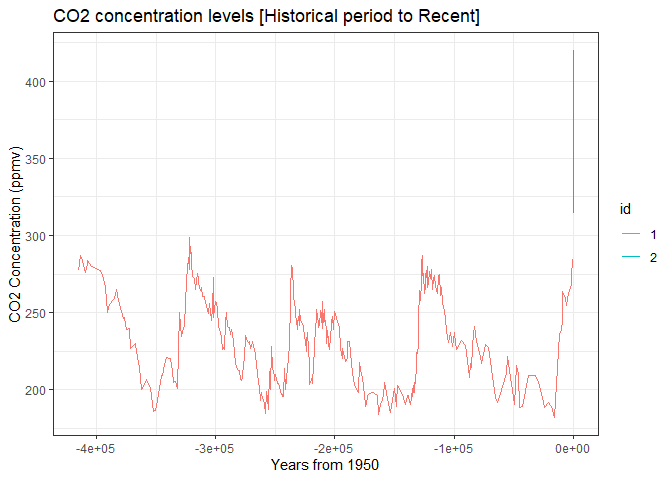 CO2 concentration levels [Historical period to Recent]
CO2 Concentration (ppmv)
400
350
300
250
200
-4e+05 -3e+05 -2e+05 -1e+05 0e+00
Years from 1950
id
1
2